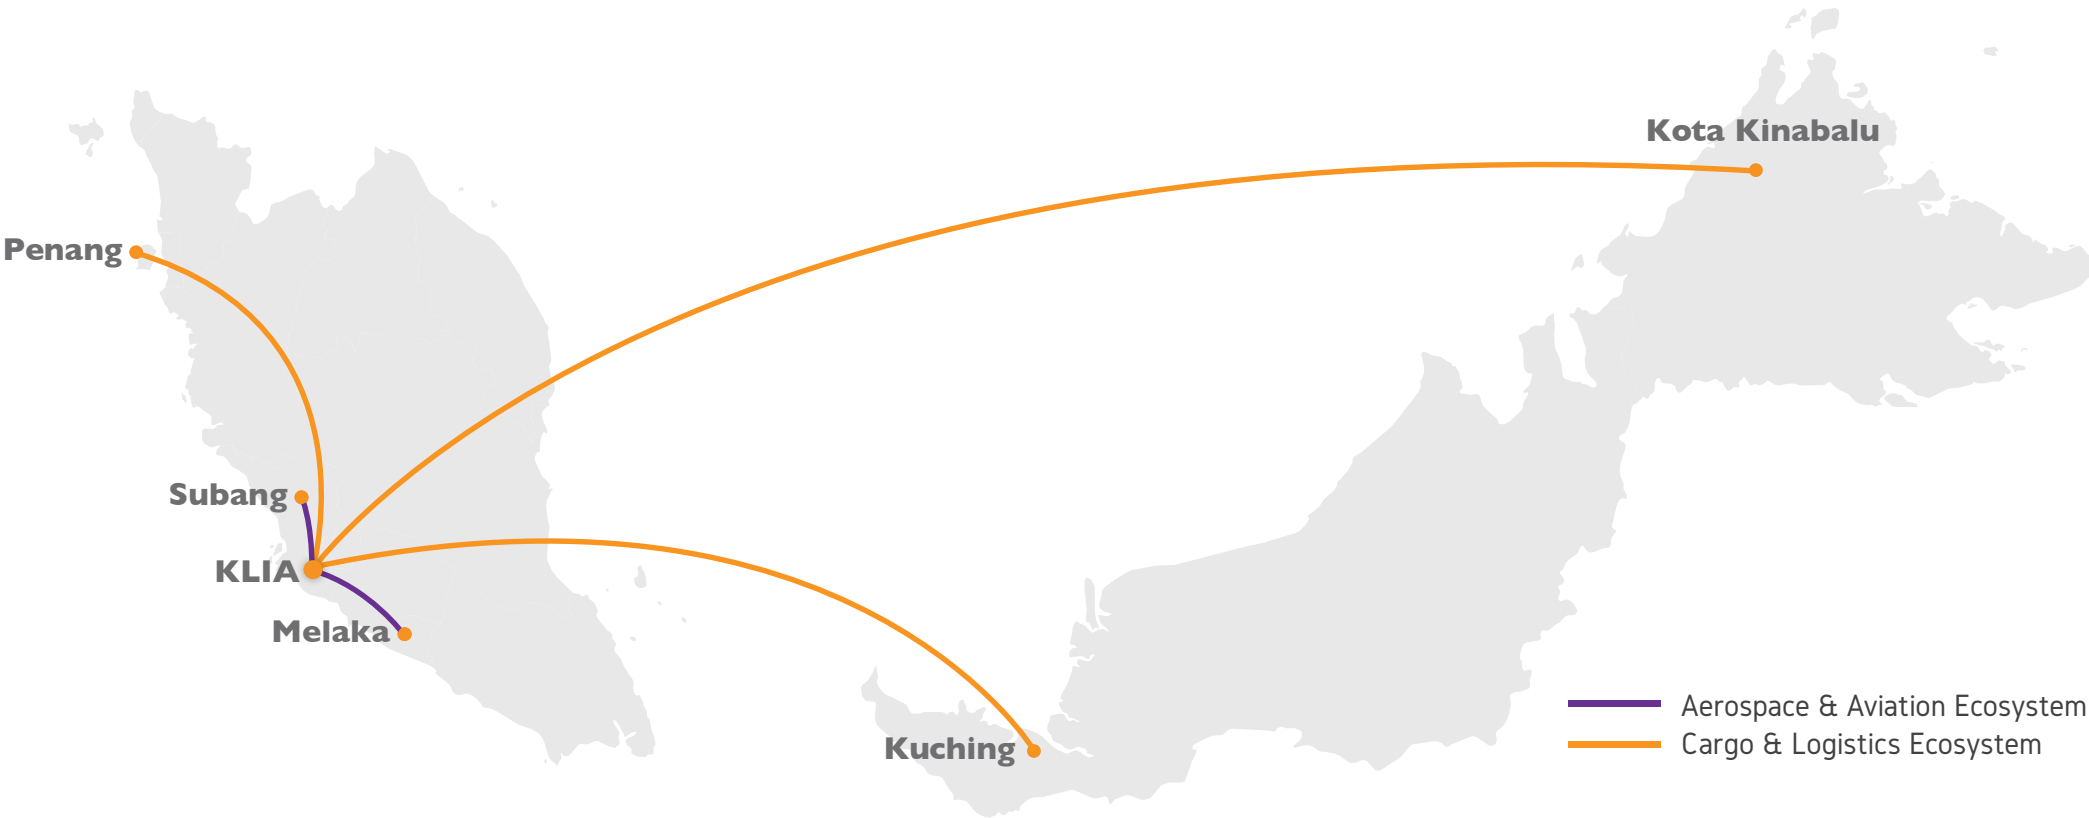 Kota Kinabalu
Penang
Subang
KLIA
Melaka
Kuching
Aerospace & Aviation Ecosystem
Cargo & Logistics Ecosystem